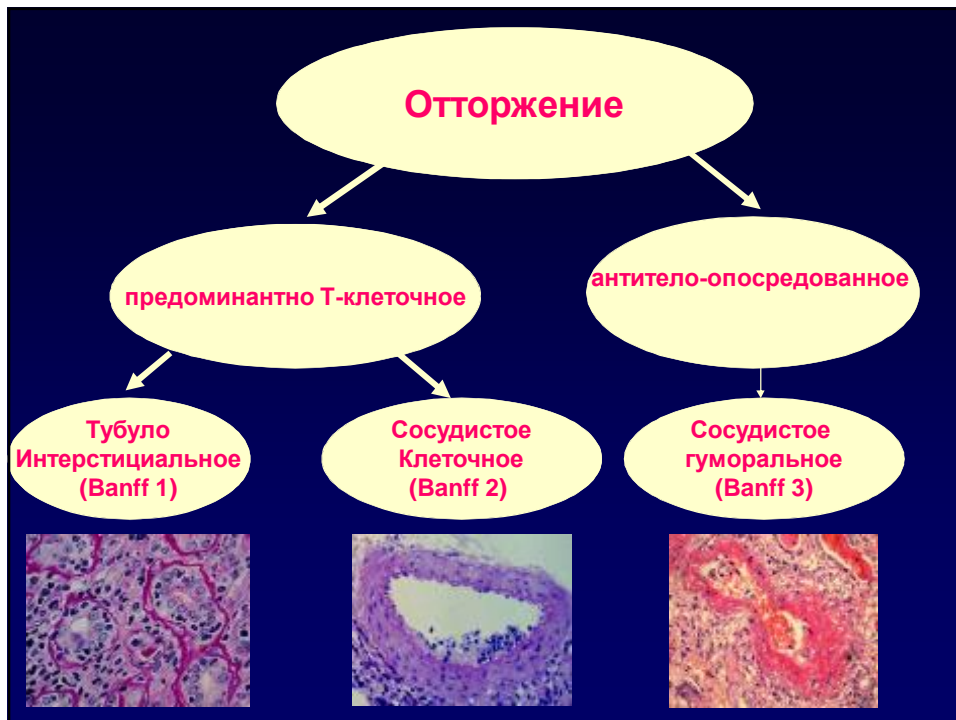 Отторжение
предоминантно Т-клеточное
антитело-опосредованное
Тубуло
Интерстициальное
(Banff 1)
Сосудистое
Клеточное
(Banff 2)
Сосудистое
гуморальное
(Banff 3)